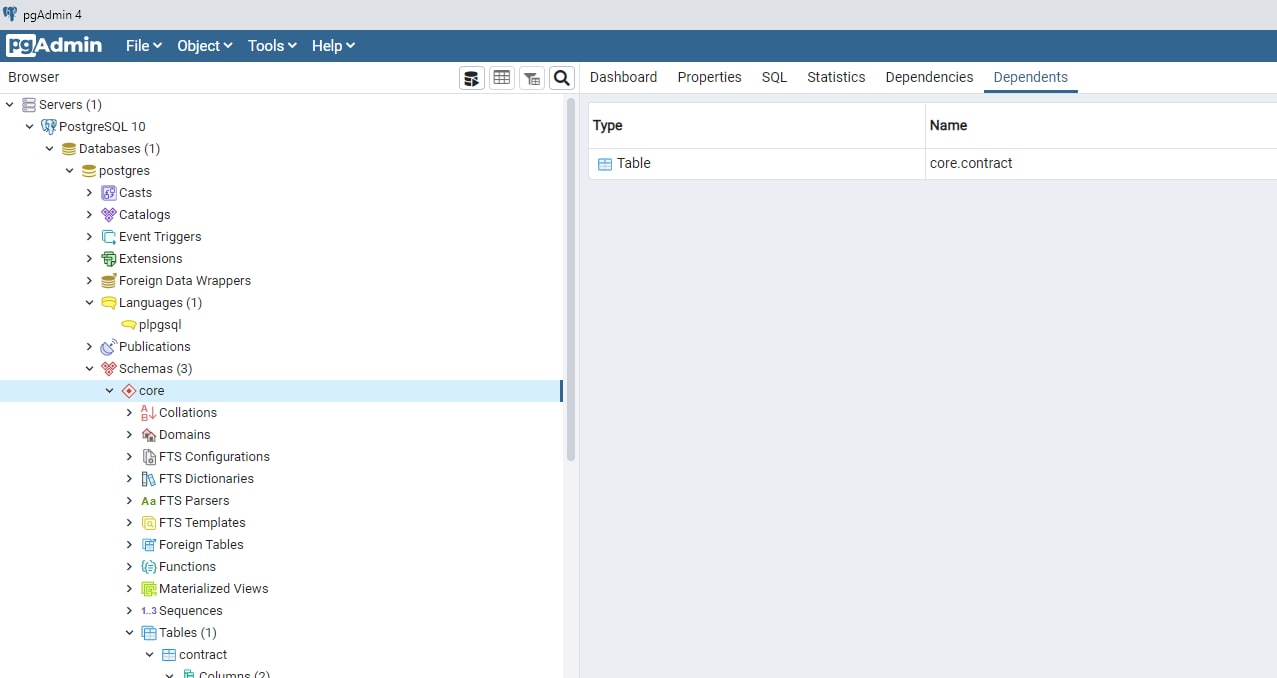 pgAdmin 4
pgAdmin File Object Tools Help
Browser
Dashboard Properties SQL Statistics Dependencies Dependents
Servers (1)
PostgreSQL 10
Databases (1)
postgres
Casts
Catalogs
Event Triggers
Extensions
Foreign Data Wrappers
Languages (1)
plpgsql
Publications
Schemas (3)
core
Collations
Domains
FTS Configurations
FTS Dictionaries
Aa FTS Parsers
FTS Templates
Foreign Tables
Functions
Materialized Views
1..3 Sequences
Tables (1)
contract
Columns (2)
Type Name
Table core.contract